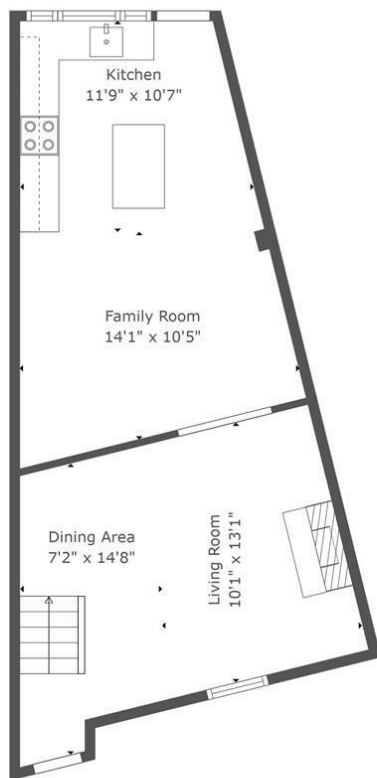 Kitchen
11'9" x 10'7"
Family Room
14'1" x 10'5"
Dining Area
7'2" x 14'8"
Living Room
10'1" x 13'1"